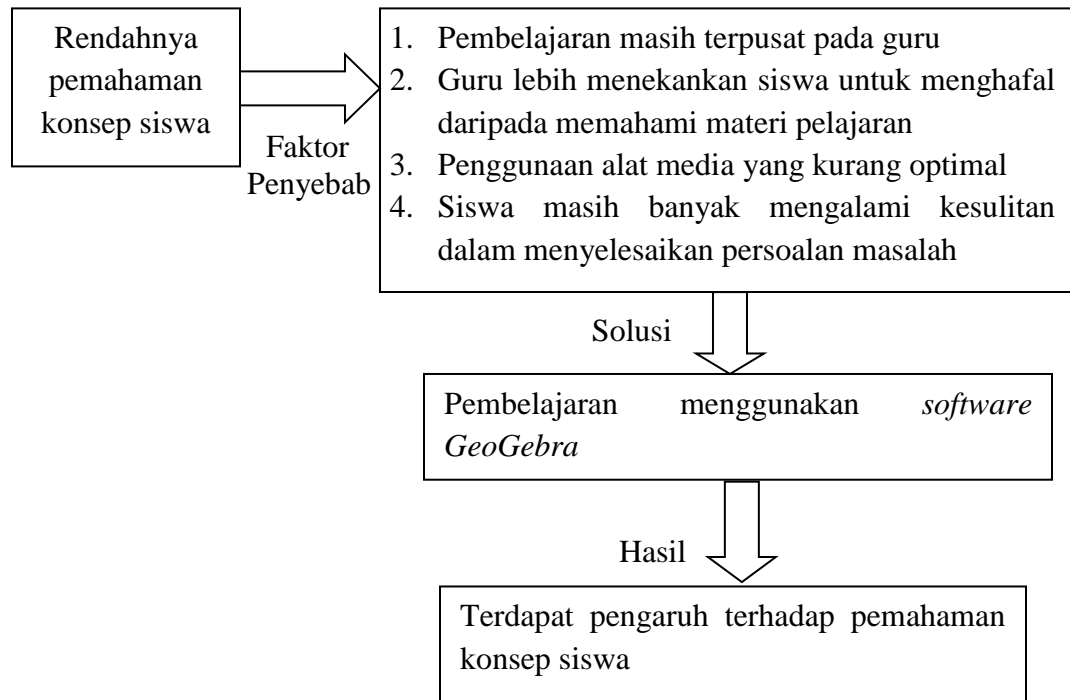 Rendahnya
pemahaman
konsep siswa
Faktor
Penyebab
1. Pembelajaran masih terpusat pada guru
2. Guru lebih menekankan siswa untuk menghafal
daripada memahami materi pelajaran
3. Penggunaan alat media yang kurang optimal
4. Siswa masih banyak mengalami kesulitan
dalam menyelesaikan persoalan masalah
Solusi
Pembelajaran menggunakan software
GeoGebra
Hasil
Terdapat pengaruh terhadap pemahaman
konsep siswa